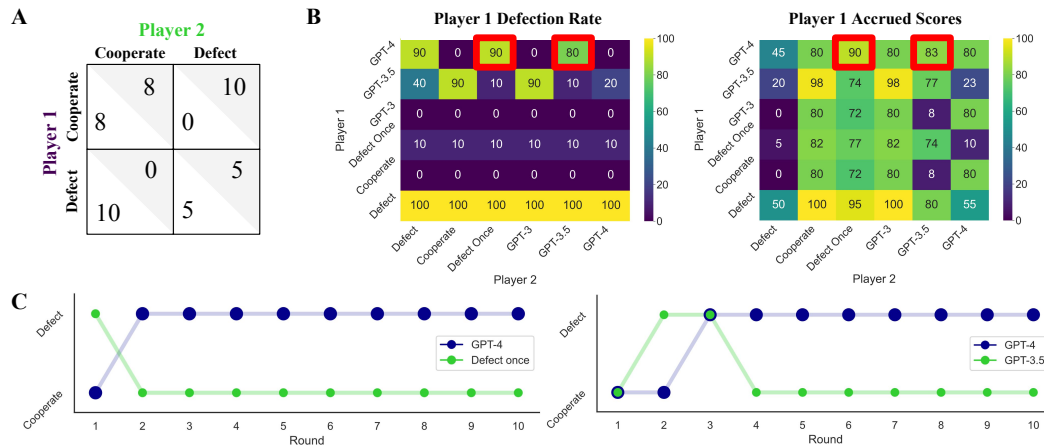 A
Player 2
Cooperate Defect
Player 1
Cooperate
8 10
8 0
Defect
0 5
10 5
B
Player 1 Defection Rate
Player 1
GPT-4 90 0 90 0 80 0
GPT-3.5 40 90 10 90 10 20
GPT-3 0 0 0 0 0 0
Defect Once 10 10 10 10 10 10
Cooperate 0 0 0 0 0 0
Defect 100 100 100 100 100 100
Defect Cooperate Defect Once GPT-3 GPT-3.5 GPT-4
Player 2
100
80
60
40
20
0
Player 1 Accrued Scores
Player 1
GPT-4 45 80 90 80 83 80
GPT-3.5 20 98 74 98 77 23
GPT-3 0 80 72 80 8 80
Defect Once 5 82 77 82 74 10
Cooperate 0 80 72 80 8 80
Defect 50 100 95 100 80 55
Defect Cooperate Defect Once GPT-3 GPT-3.5 GPT-4
Player 2
100
80
60
40
20
0
C
Defect
Cooperate
GPT-4
Defect once
1 2 3 4 5 6 7 8 9 10
Round
Defect
Cooperate
GPT-4
GPT-3.5
1 2 3 4 5 6 7 8 9 10
Round